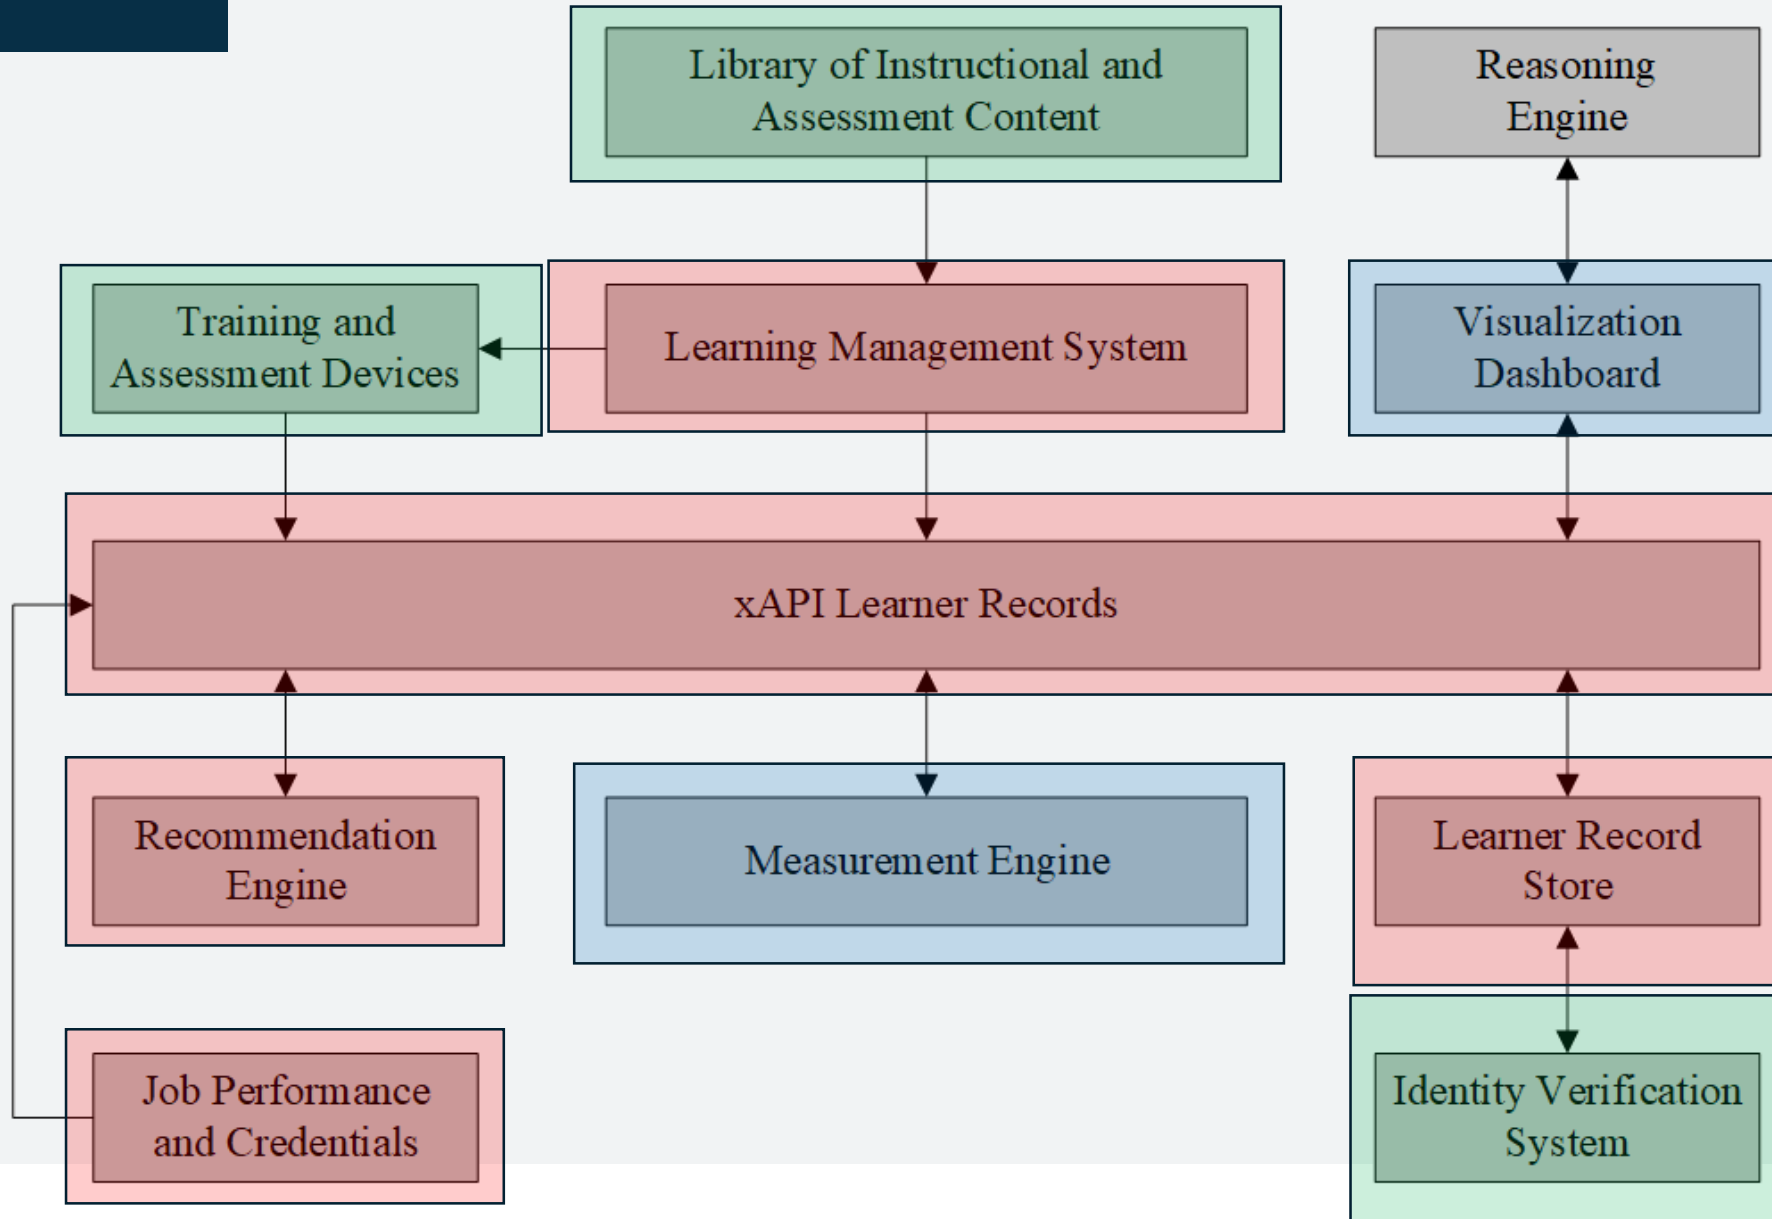 Library of Instructional and
Assessment Content
Reasoning
Engine
Training and
Assessment Devices
Learning Management System
Visualization
Dashboard
xAPI Learner Records
Recommendation
Engine
Measurement Engine
Learner Record
Store
Job Performance
and Credentials
Identity Verification
System